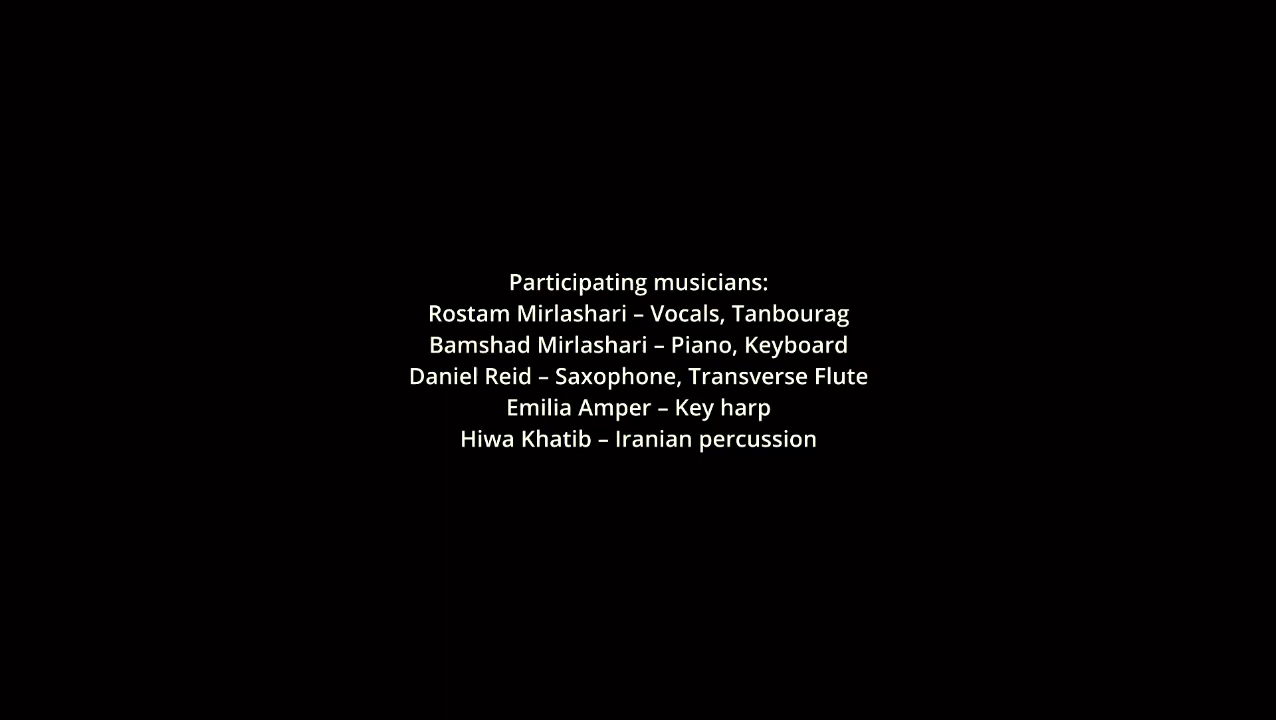 Participating musicians:
Rostam Mirlashari – Vocals, Tanbourag
Bamshad Mirlashari – Piano, Keyboard
Daniel Reid – Saxophone, Transverse Flute
Emilia Amper – Key harp
Hiwa Khatib – Iranian percussion